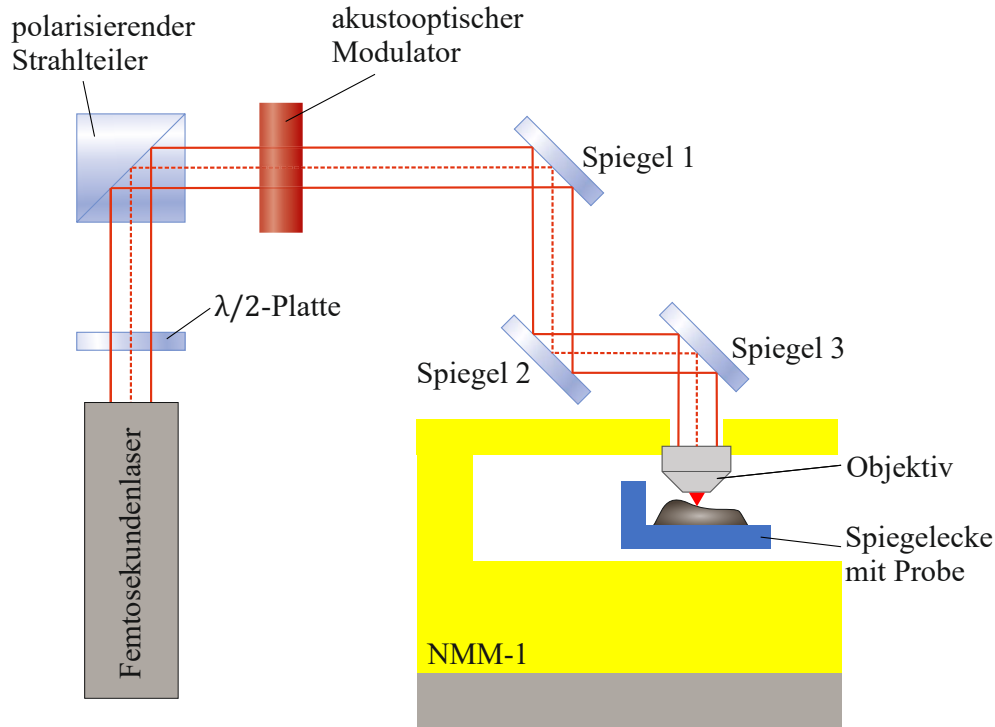 polarisierender
Strahlteiler
akustooptischer
Modulator
Spiegel 1
λ/2-Platte
Spiegel 2
Spiegel 3
Femtosekundenlaser
Objektiv
Spiegelecke
mit Probe
NMM-1